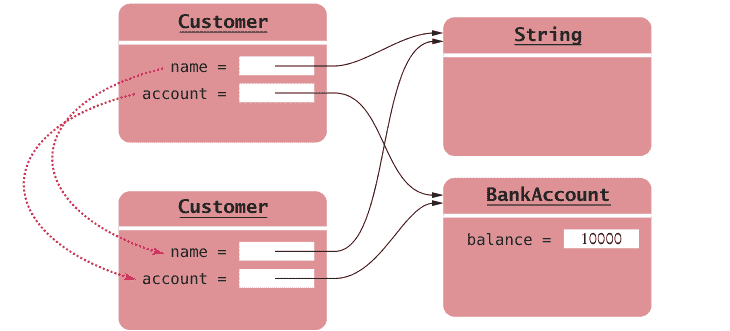 Customer
name =
account =
String
Customer
name =
account =
BankAccount
balance = 10000